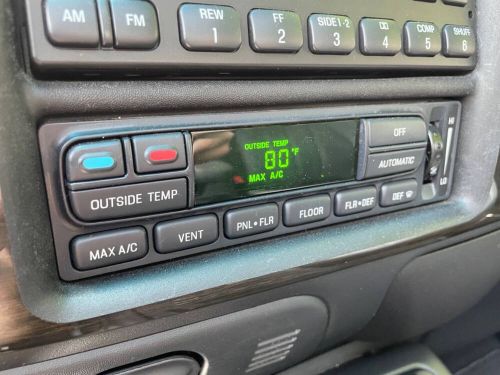 AM FM REW 1 FF 2 SIDE 1-2 3 4 COMP 5 SHUFF 6
OUTSIDE TEMP
80°F
MAX A/C
OFF
AUTOMATIC
HI
LO
OUTSIDE TEMP
MAX A/C VENT PNL•FLR FLOOR FLR•DEF DEF